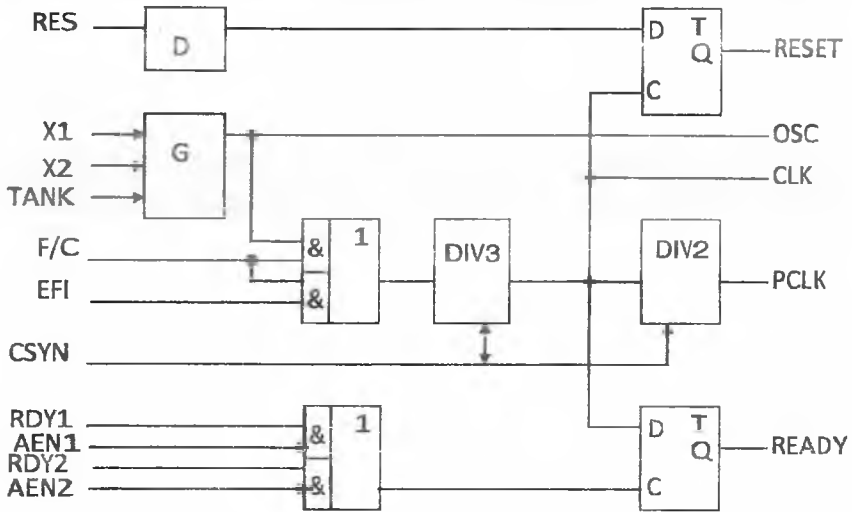 RES
D
D T
Q
C
RESET
X1
X2
TANK
G
OSC
CLK
F/C
EFI
&
&
1
DIV3
DIV2
PCLK
CSYN
RDY1
AEN1
RDY2
AEN2
&
&
1
D T
Q
C
READY